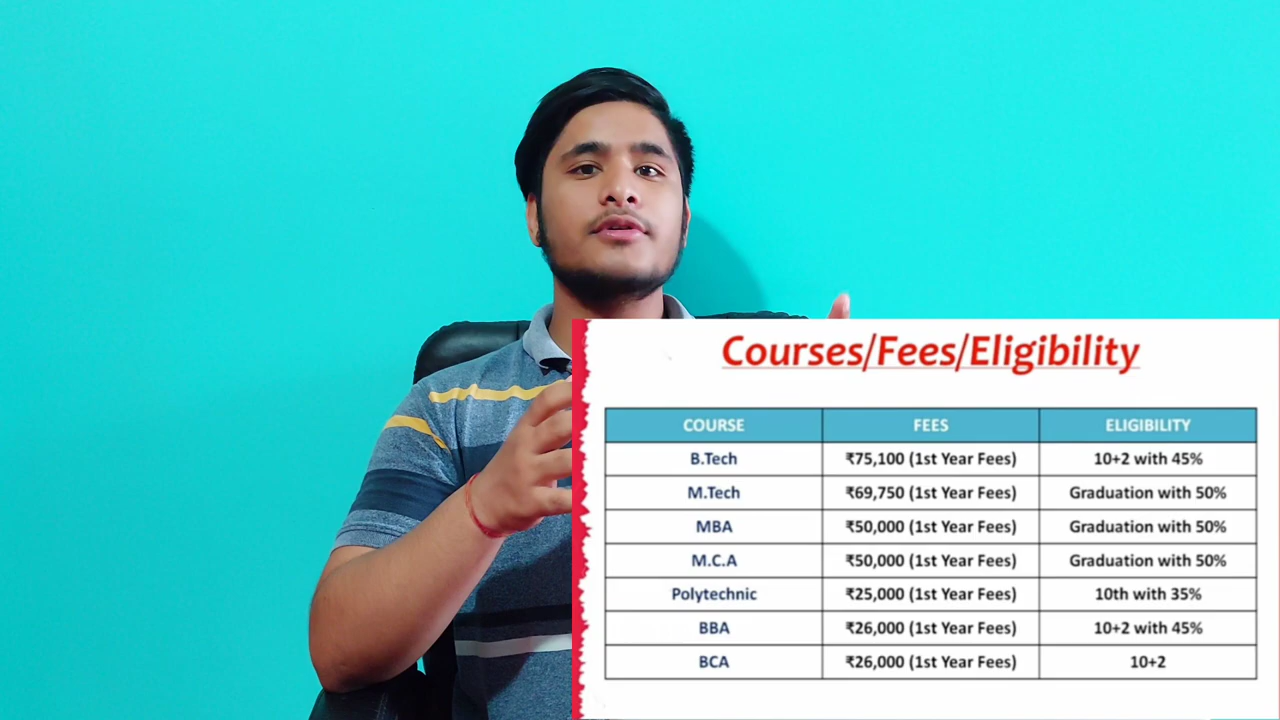 Courses/Fees/Eligibility
COURSE FEES ELIGIBILITY
B.Tech ₹75,100 (1st Year Fees) 10+2 with 45%
M.Tech ₹69,750 (1st Year Fees) Graduation with 50%
MBA ₹50,000 (1st Year Fees) Graduation with 50%
M.C.A ₹50,000 (1st Year Fees) Graduation with 50%
Polytechnic ₹25,000 (1st Year Fees) 10th with 35%
BBA ₹26,000 (1st Year Fees) 10+2 with 45%
BCA ₹26,000 (1st Year Fees) 10+2